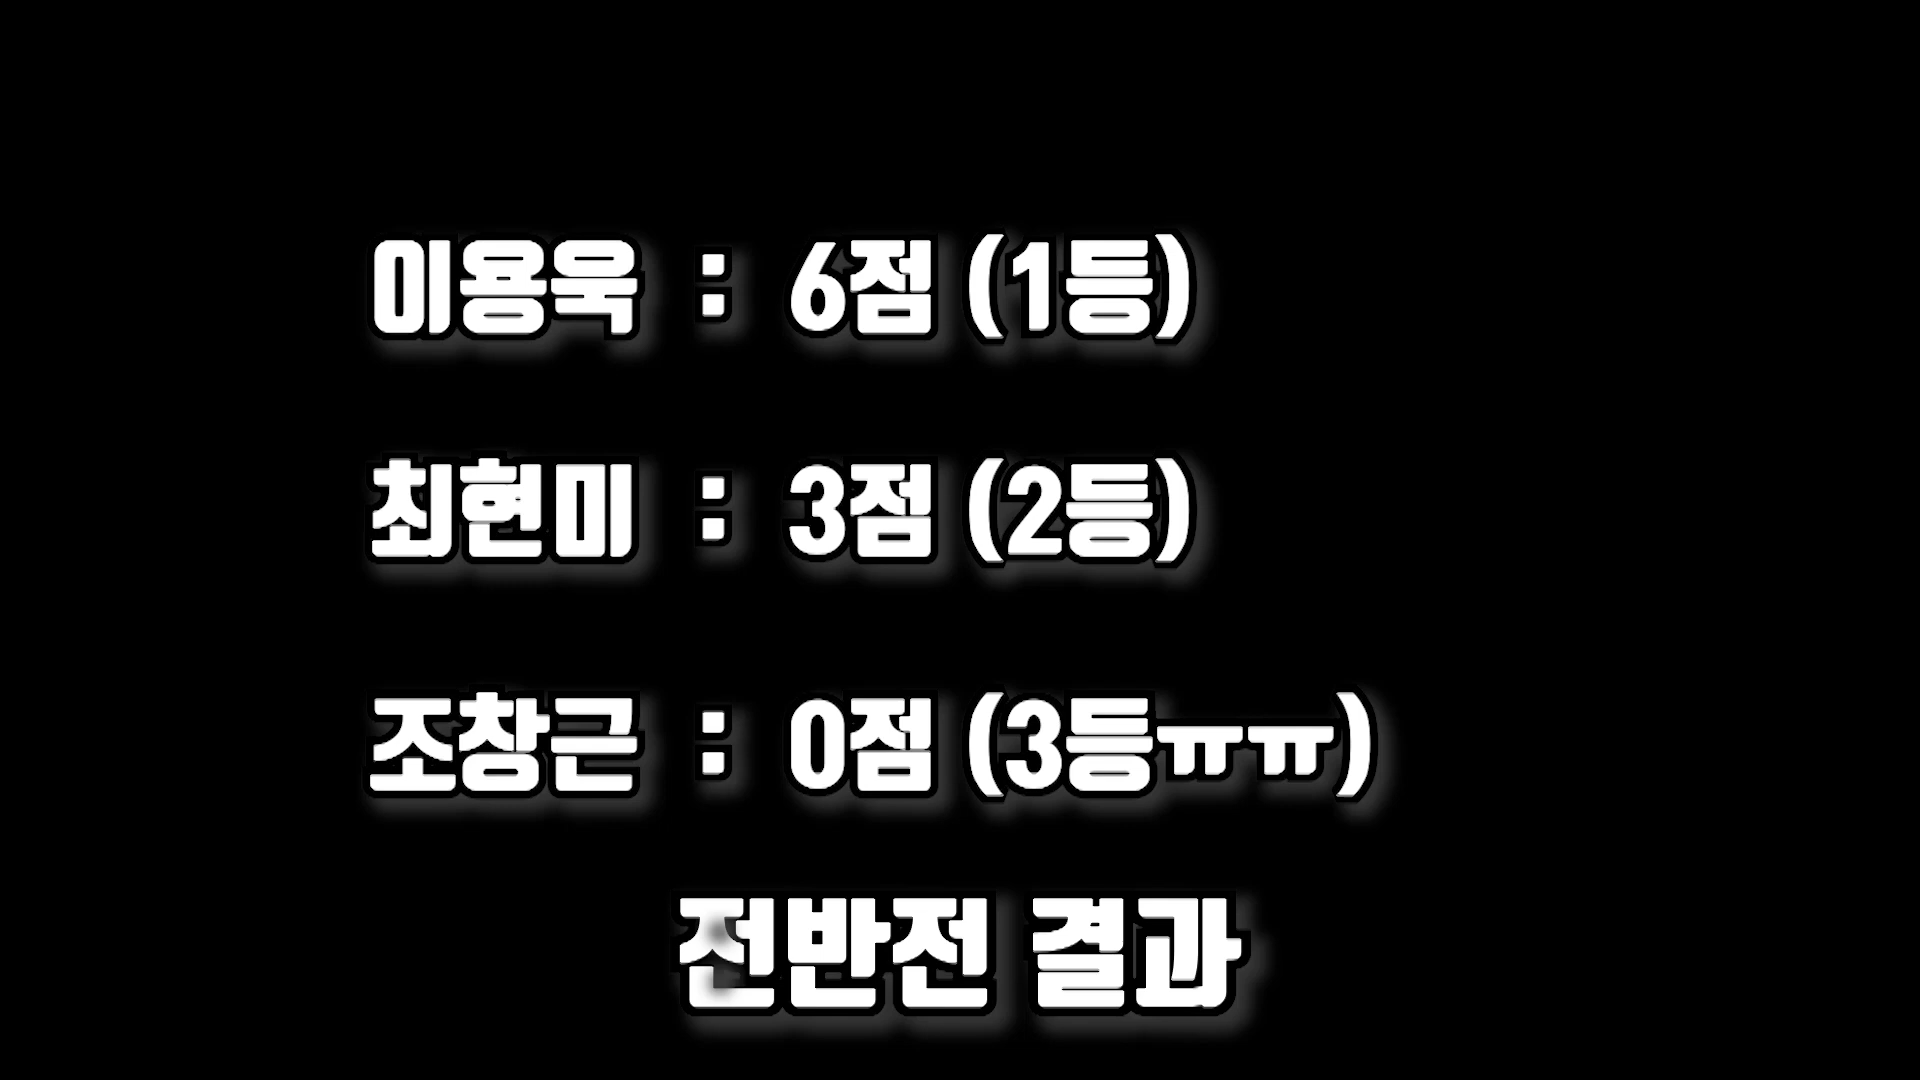 이용욱 : 6점 (1등)
최현미 : 3점 (2등)
조창근 : 0점 (3등ㅠㅠ)
전반전 결과